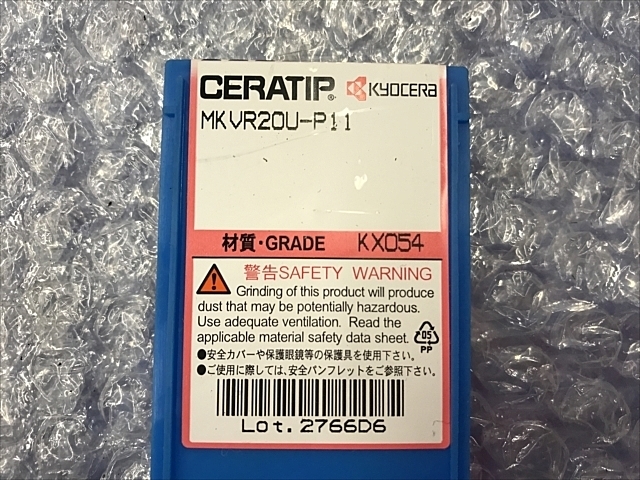 CERATIP® KYOCERA
MKVR20U-P11
材質・GRADE KX054
警告SAFETY WARNING
Grinding of this product will produce
dust that may be potentially hazardous.
Use adequate ventilation. Read the
applicable material safety data sheet.
05
PP
●安全カバーや保護眼鏡等の保護具を使用下さい。
●ご使用に際しては、安全パンフレットをご参照下さい。
Lot.2766D6